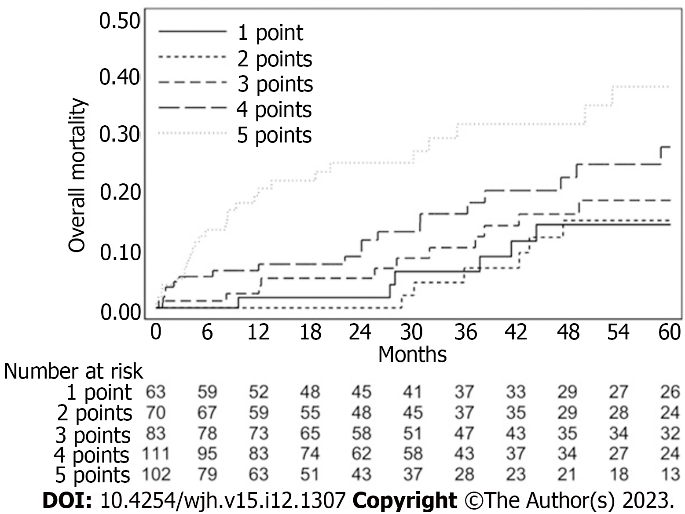 0.50
0.40
0.30
0.20
0.10
0.00
Overall mortality
1 point
2 points
3 points
4 points
5 points
0 6 12 18 24 30 36 42 48 54 60
Months
Number at risk
1 point 63 59 52 48 45 41 37 33 29 27 26
2 points 70 67 59 55 48 45 37 35 29 28 24
3 points 83 78 73 65 58 51 47 43 35 34 32
4 points 111 95 83 74 62 58 43 37 34 27 24
5 points 102 79 63 51 43 37 28 23 21 18 13
DOI: 10.4254/wjh.v15.i12.1307 Copyright ©The Author(s) 2023.